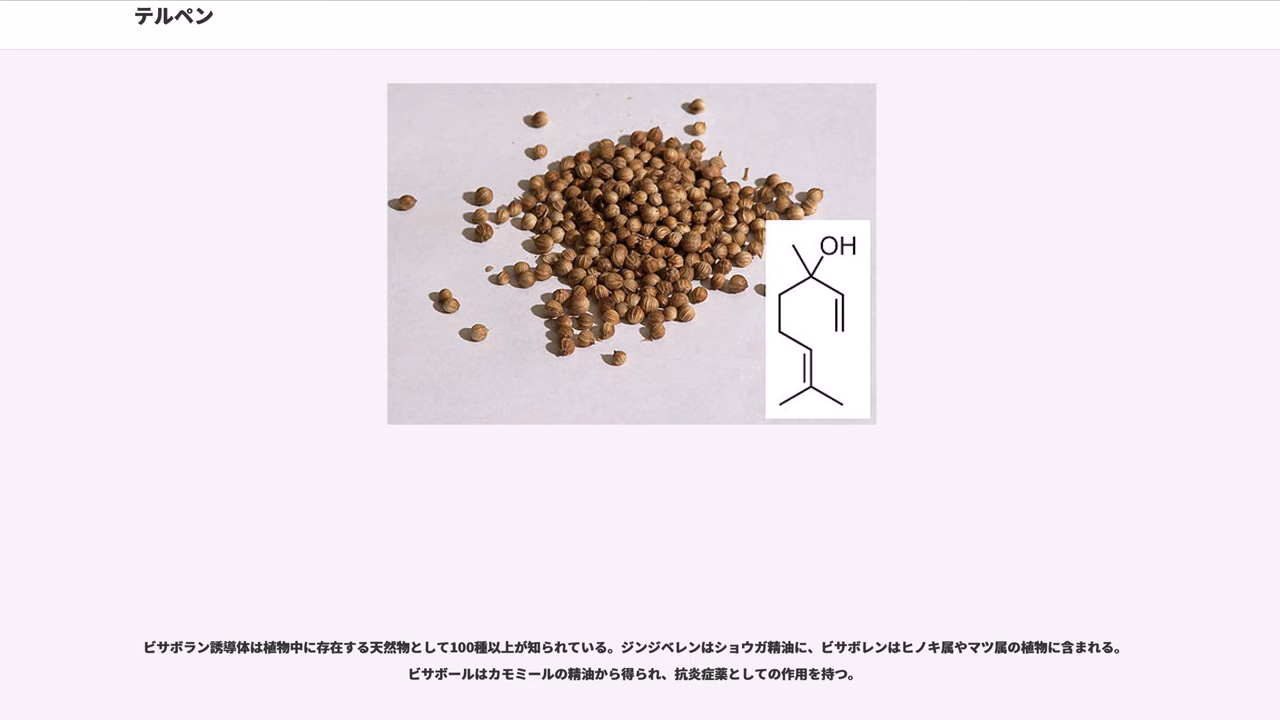 テルペン
OH
ビサボラン誘導体は植物中に存在する天然物として100種以上が知られている。ジンジベレンはショウガ精油に、ビサボレンはヒノキ属やマツ属の植物に含まれる。
ビサボールはカモミールの精油から得られ、抗炎症薬としての作用を持つ。